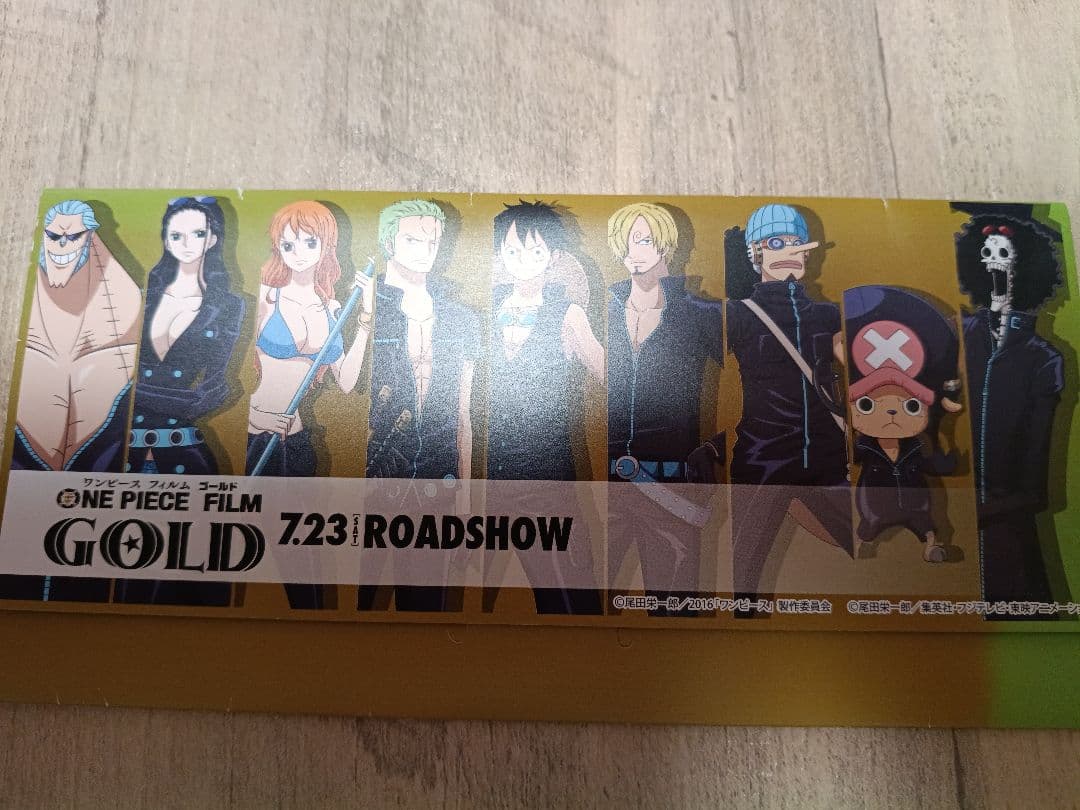 ワンピース フィルム ゴールド
ONE PIECE FILM
GOLD
7.23[SAT]ROADSHOW
©尾田栄一郎／2016「ワンピース」製作委員会 ©尾田栄一郎／集英社・フジテレビ・東映アニメーション